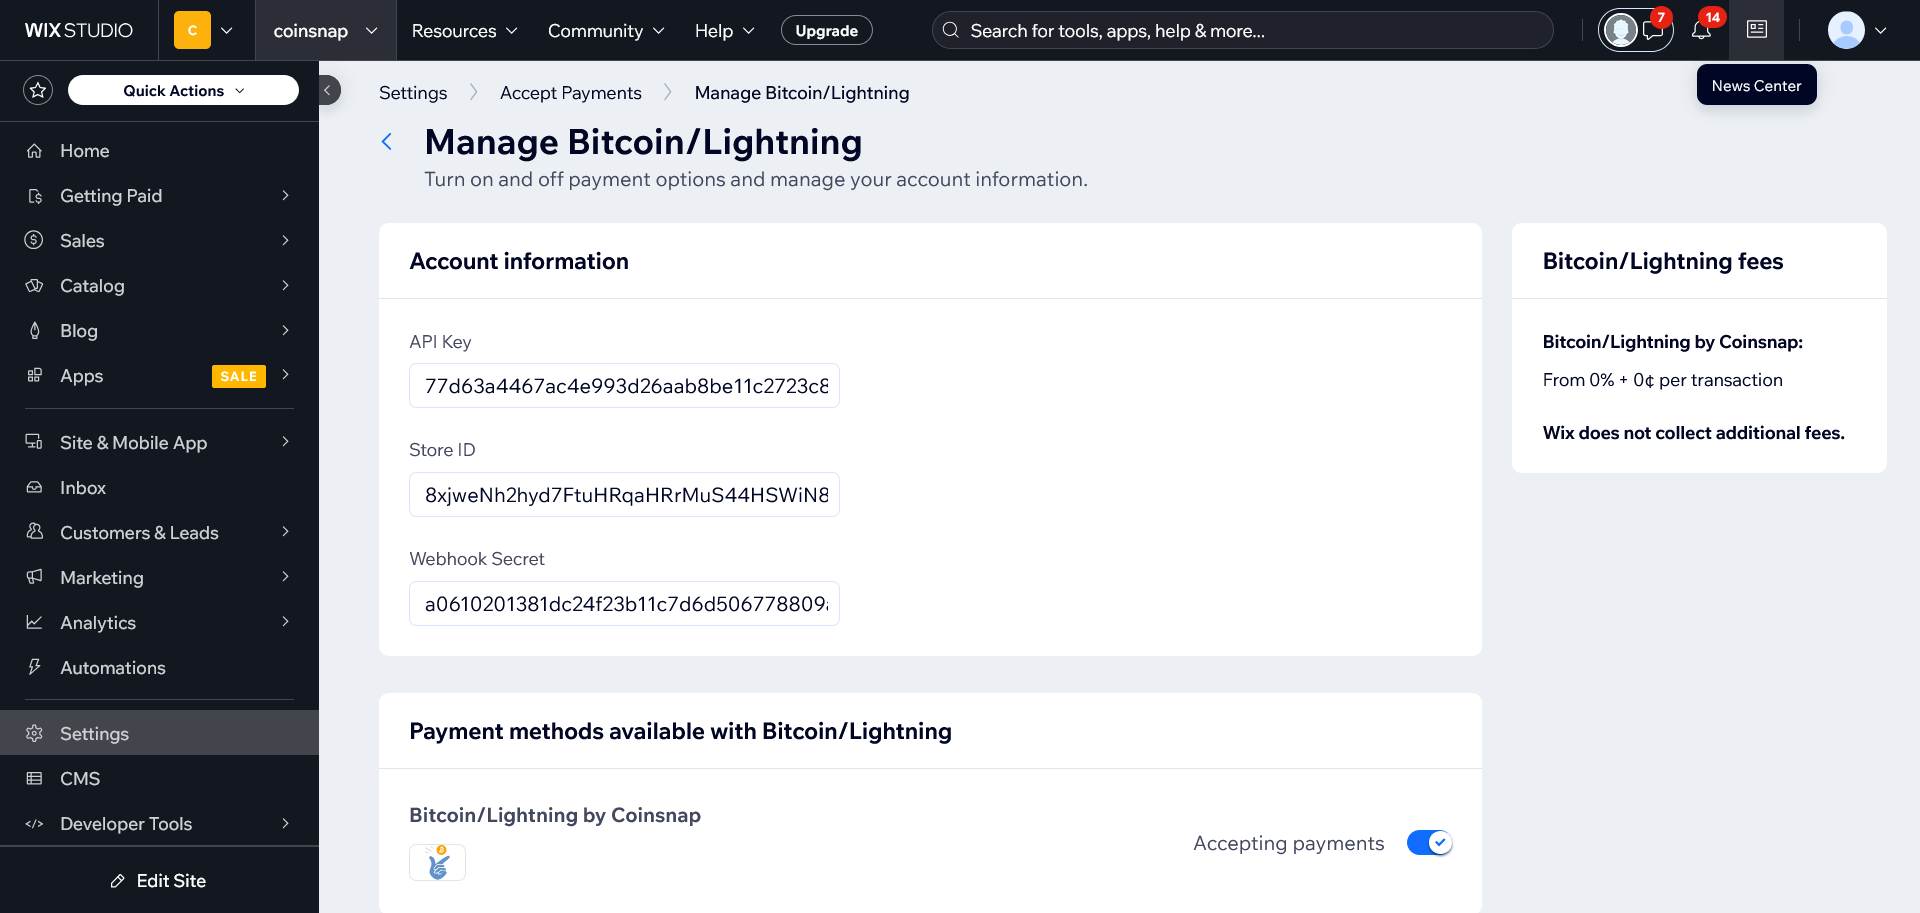 WIX STUDIO
C
coinsnap
Resources
Community
Help
Upgrade
Search for tools, apps, help & more...
7
14
News Center
Quick Actions
Home
Getting Paid
Sales
Catalog
Blog
Apps
SALE
Site & Mobile App
Inbox
Customers & Leads
Marketing
Analytics
Automations
Settings
CMS
Developer Tools
Edit Site
Settings
Accept Payments
Manage Bitcoin/Lightning
Manage Bitcoin/Lightning
Turn on and off payment options and manage your account information.
Account information
API Key
77d63a4467ac4e993d26aab8be11c2723c8
Store ID
8xjweNh2hyd7FtuHRqaHRrMuS44HSWiN8
Webhook Secret
a0610201381dc24f23b11c7d6d506778809
Payment methods available with Bitcoin/Lightning
Bitcoin/Lightning by Coinsnap
Accepting payments
Bitcoin/Lightning fees
Bitcoin/Lightning by Coinsnap:
From 0% + 0¢ per transaction
Wix does not collect additional fees.